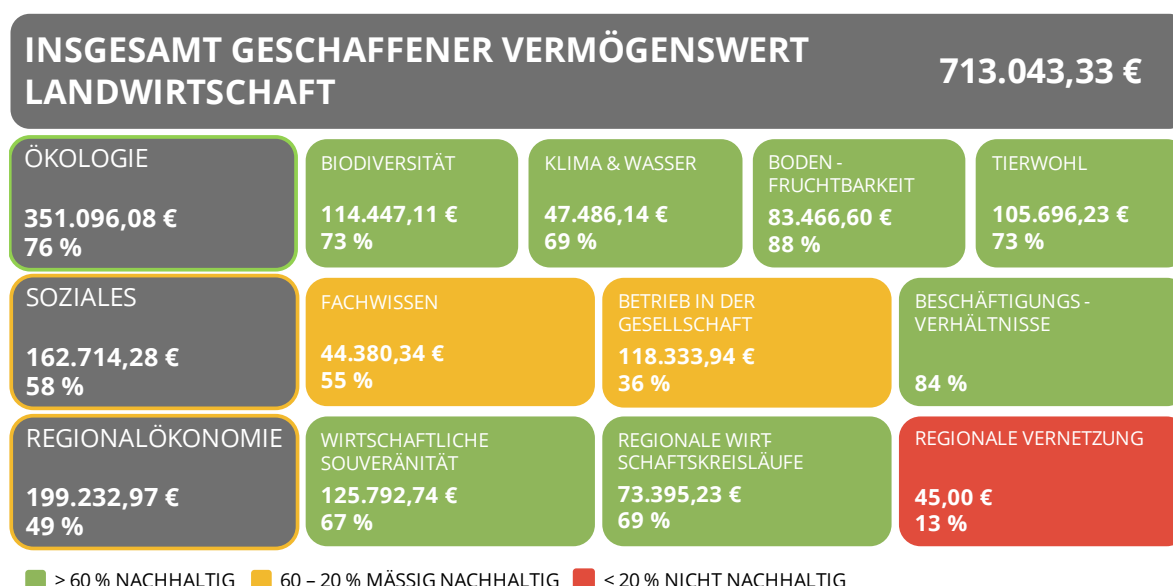 INSGESAMT GESCHAFFENER VERMÖGENSWERT
LANDWIRTSCHAFT
713.043,33 €
ÖKOLOGIE
351.096,08 €
76 %
BIODIVERSITÄT
114.447,11 €
73 %
KLIMA & WASSER
47.486,14 €
69 %
BODEN -
FRUCHTBARKEIT
83.466,60 €
88 %
TIERWOHL
105.696,23 €
73 %
SOZIALES
162.714,28 €
58 %
FACHWISSEN
44.380,34 €
55 %
BETRIEB IN DER
GESELLSCHAFT
118.333,94 €
36 %
BESCHÄFTIGUNGS -
VERHÄLTNISSE
84 %
REGIONALÖKONOMIE
199.232,97 €
49 %
WIRTSCHAFTLICHE
SOUVERÄNITÄT
125.792,74 €
67 %
REGIONALE WIRT-
SCHAFTSKREISLÄUFE
73.395,23 €
69 %
REGIONALE VERNETZUNG
45,00 €
13 %
> 60 % NACHHALTIG
60 – 20 % MÄSSIG NACHHALTIG
< 20 % NICHT NACHHALTIG